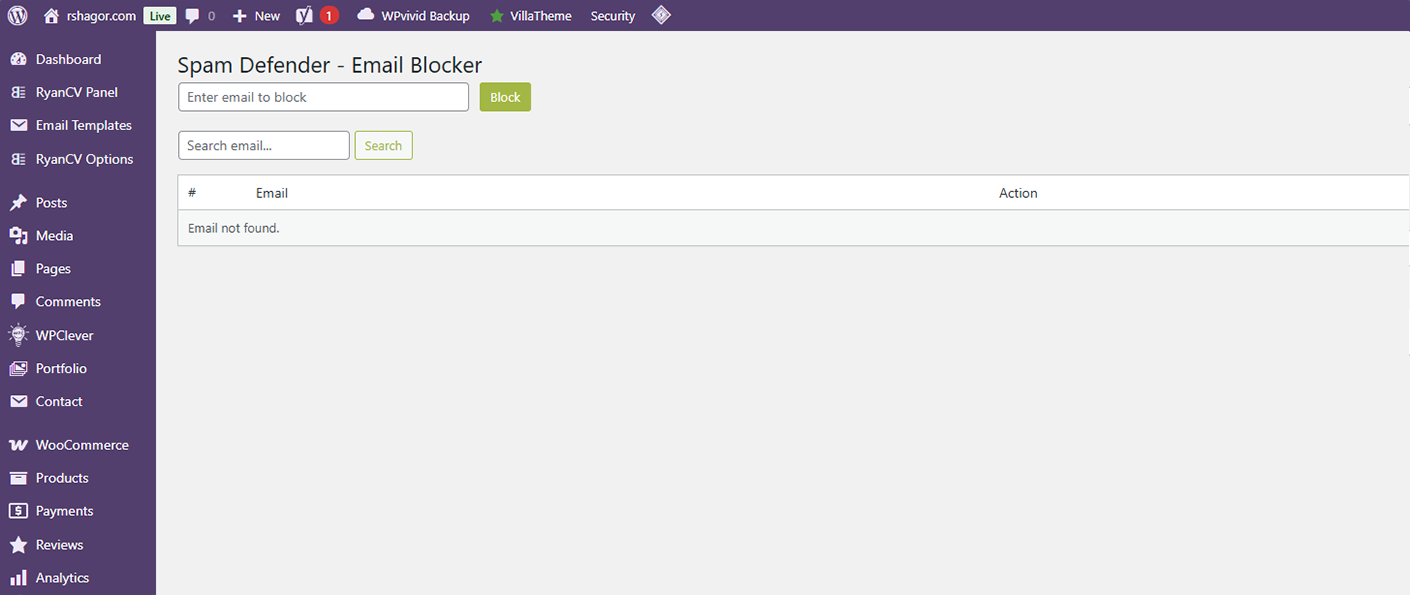 rshagor.com Live 0 New 1 WPvivid Backup VillaTheme Security
Dashboard
RyanCV Panel
Email Templates
RyanCV Options
Posts
Media
Pages
Comments
WPClever
Portfolio
Contact
WooCommerce
Products
Payments
Reviews
Analytics
Spam Defender - Email Blocker
Enter email to block Block
Search email... Search
# Email Action
Email not found.